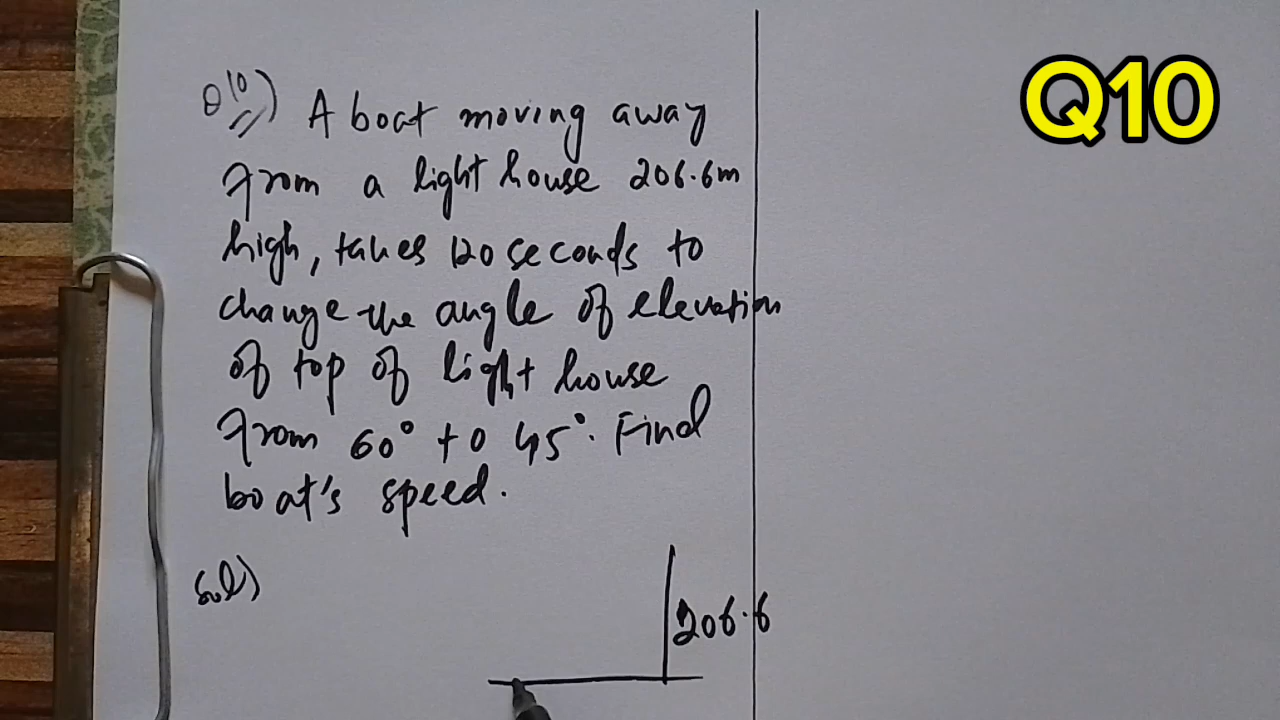 Q10) A boat moving away
from a light house 206.6m
high, takes 120 seconds to
change the angle of elevation
of top of light house
from 60° to 45°. Find
boat's speed.
Sol)
206.6
Q10